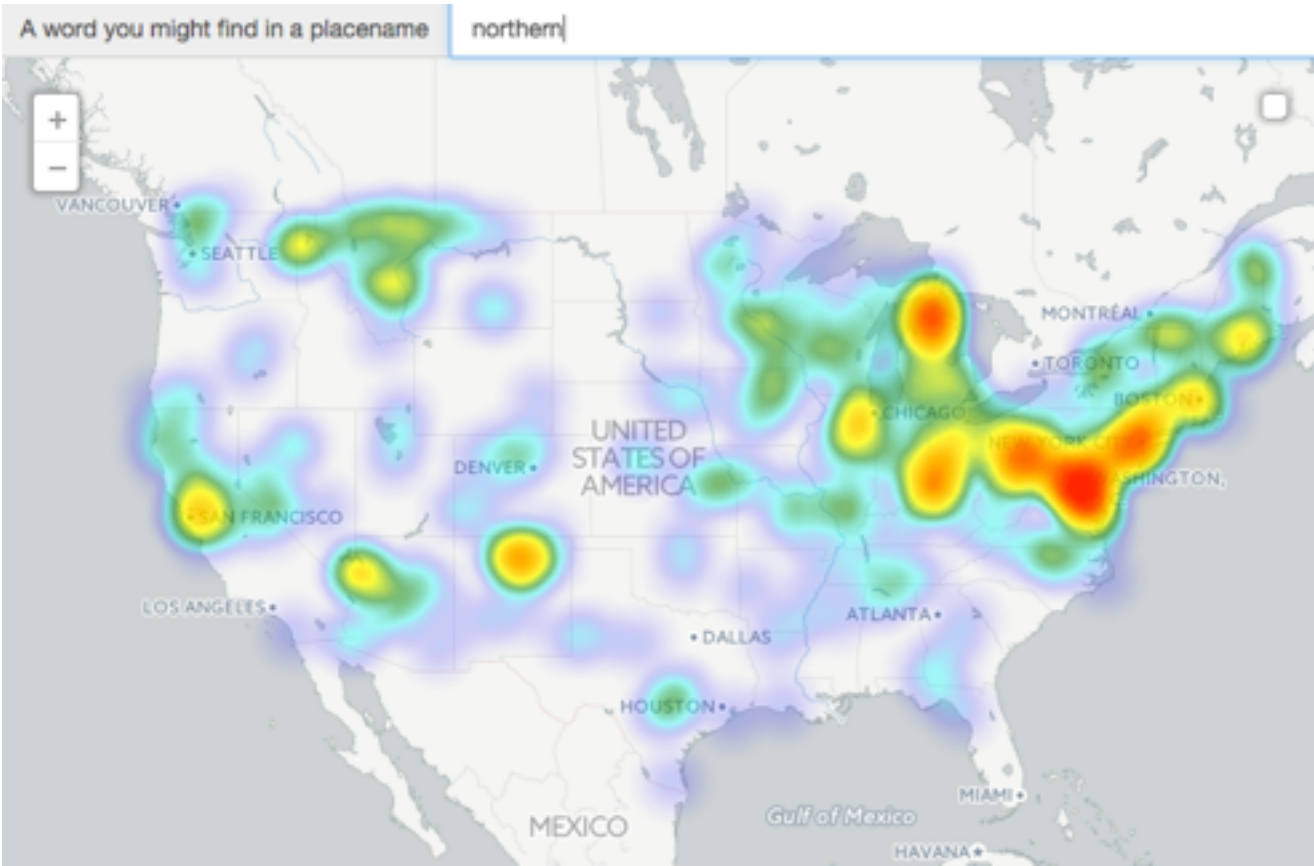 A word you might find in a placename
northern
+
−
VANCOUVER
SEATTLE
MONTRÉAL
TORONTO
BOSTON
CHICAGO
NEW YORK CITY
UNITED
STATES OF
AMERICA
DENVER
ASHINGTON,
SAN FRANCISCO
LOS ANGELES
ATLANTA
DALLAS
HOUSTON
MIAMI
Gulf of Mexico
MEXICO
HAVANA